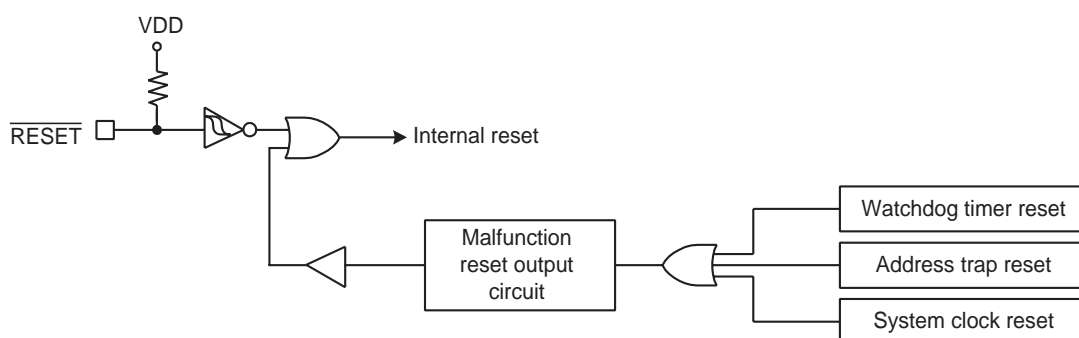 VDD
RESET
Internal reset
Watchdog timer reset
Malfunction
reset output
circuit
Address trap reset
System clock reset